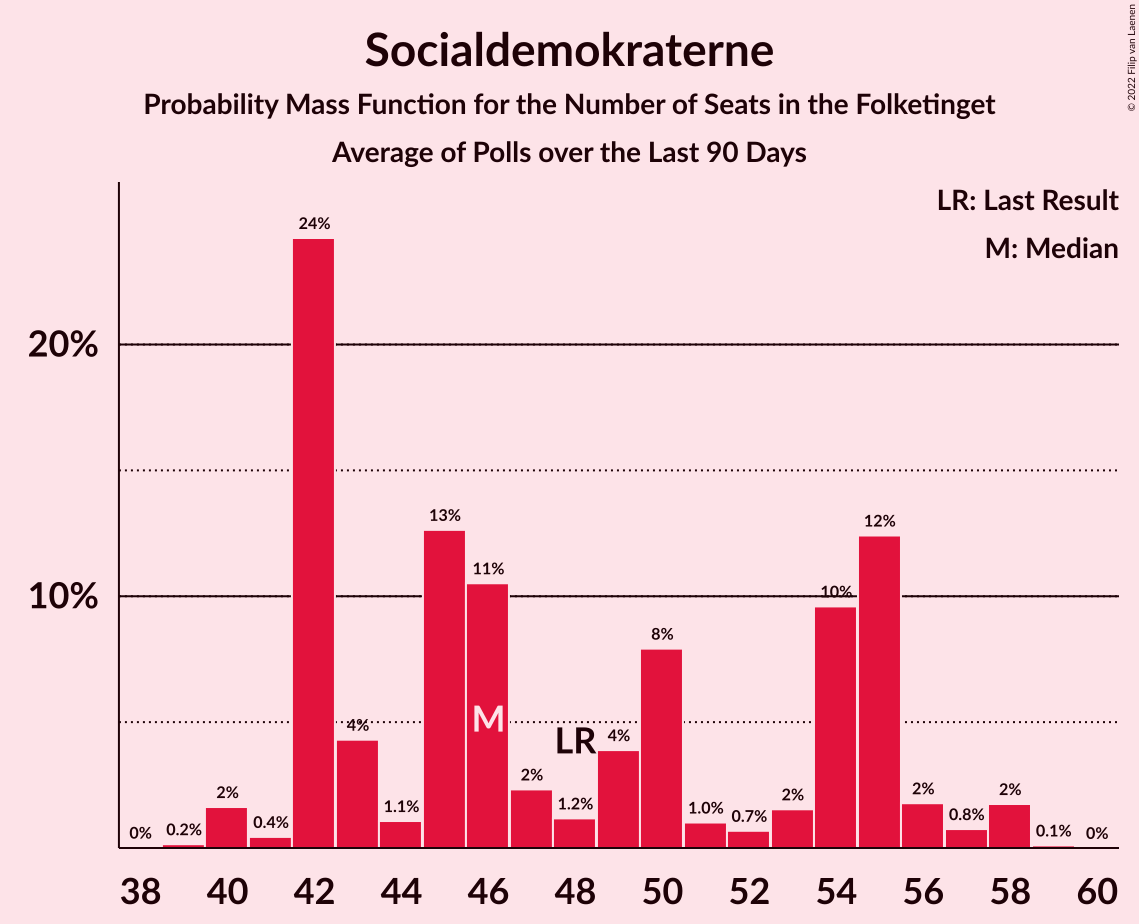 Socialdemokraterne
Probability Mass Function for the Number of Seats in the Folketinget
Average of Polls over the Last 90 Days
© 2022 Filip van Laenen
LR: Last Result
M: Median
20%
10%
0%
0.2%
2%
0.4%
24%
4%
1.1%
13%
11%
2%
1.2%
4%
8%
1.0%
0.7%
2%
10%
12%
2%
0.8%
2%
0.1%
0%
M
LR
38 40 42 44 46 48 50 52 54 56 58 60